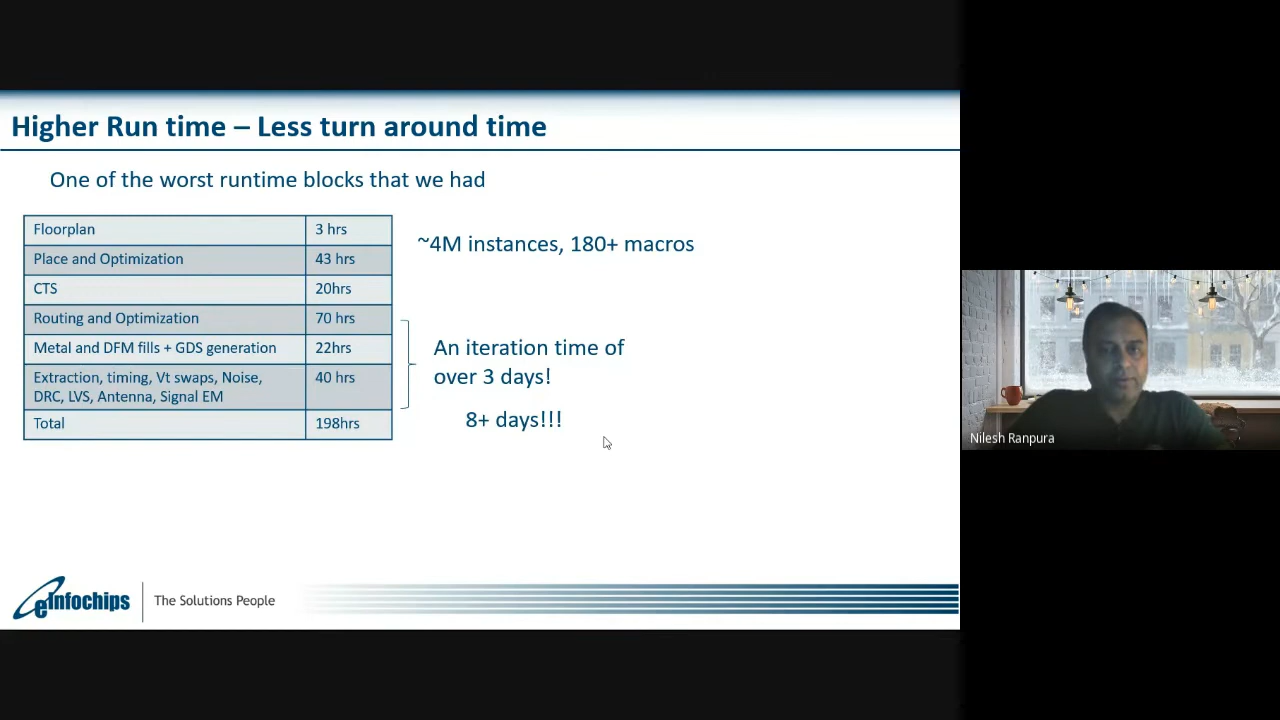 Higher Run time – Less turn around time
One of the worst runtime blocks that we had
Floorplan 3 hrs
Place and Optimization 43 hrs
CTS 20hrs
Routing and Optimization 70 hrs
Metal and DFM fills + GDS generation 22hrs
Extraction, timing, Vt swaps, Noise,
DRC, LVS, Antenna, Signal EM 40 hrs
Total 198hrs
~4M instances, 180+ macros
An iteration time of
over 3 days!
8+ days!!!
Nilesh Ranpura
eInfochips The Solutions People